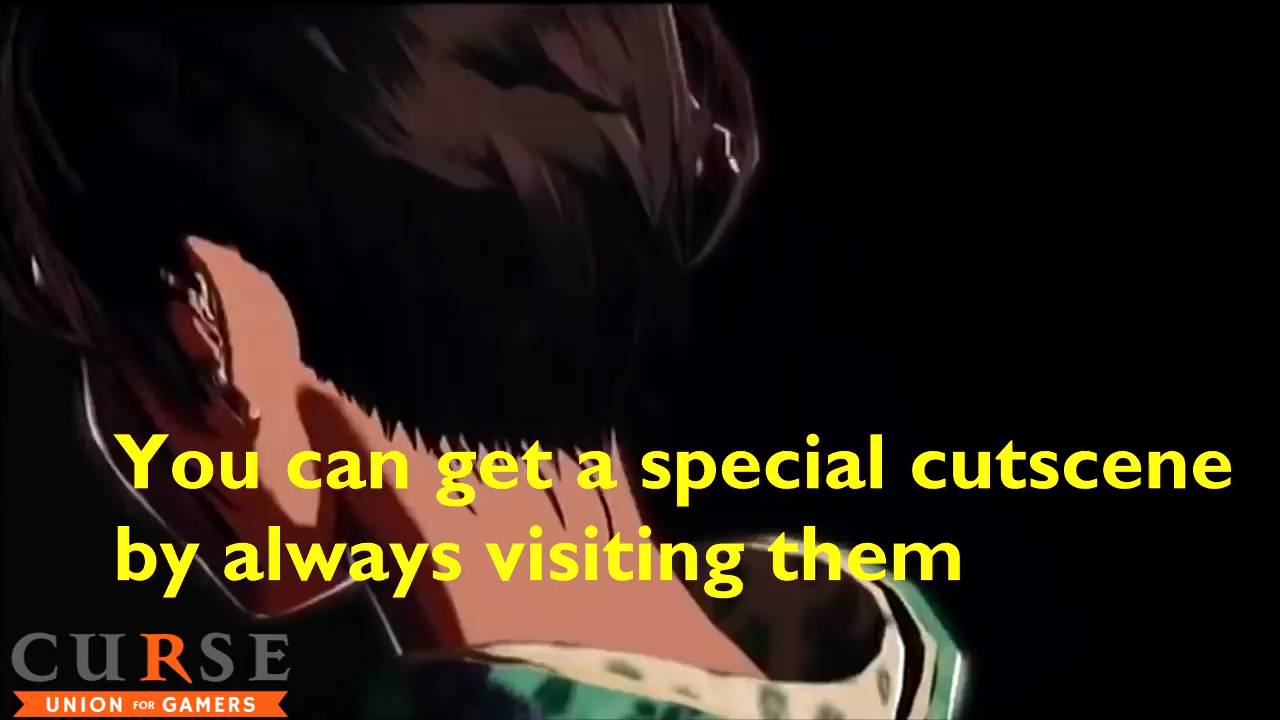 You can get a special cutscene
by always visiting them
CURSE
UNION FOR GAMERS